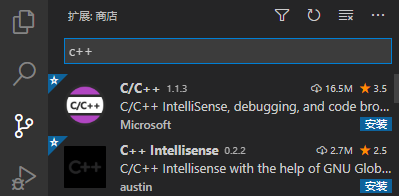 扩展: 商店
c++
C/C++ 1.1.3 16.5M 3.5
C/C++ IntelliSense, debugging, and code bro...
Microsoft 安装
C++ Intellisense 0.2.2 2.7M 2.5
C/C++ Intellisense with the help of GNU Glob...
austin 安装
C/C++
C++